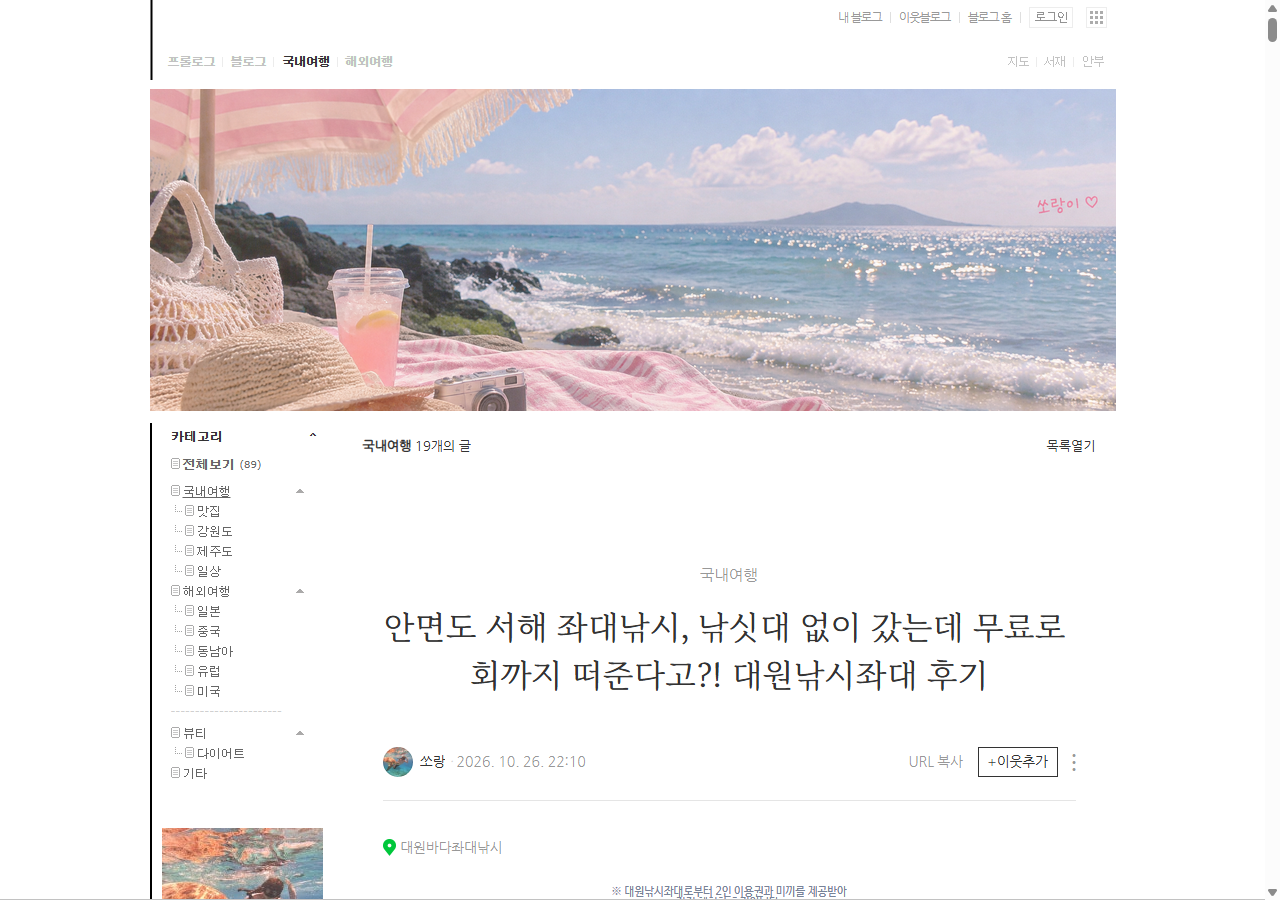 내 블로그
이웃블로그
블로그 홈
로그인
프롤로그
블로그
국내여행
해외여행
지도
서재
안부
쏘랑이 ♡
카테고리
전체보기 (89)
국내여행
맛집
강원도
제주도
일상
해외여행
일본
중국
동남아
유럽
미국
뷰티
다이어트
기타
국내여행 19개의 글
목록열기
국내여행
안면도 서해 좌대낚시, 낚싯대 없이 갔는데 무료로
회까지 떠준다고?! 대원낚시좌대 후기
쏘랑 · 2026. 10. 26. 22:10
URL 복사
+이웃추가
대원바다좌대낚시
※ 대원낚시좌대로부터 2인 이용권과 미끼를 제공받아